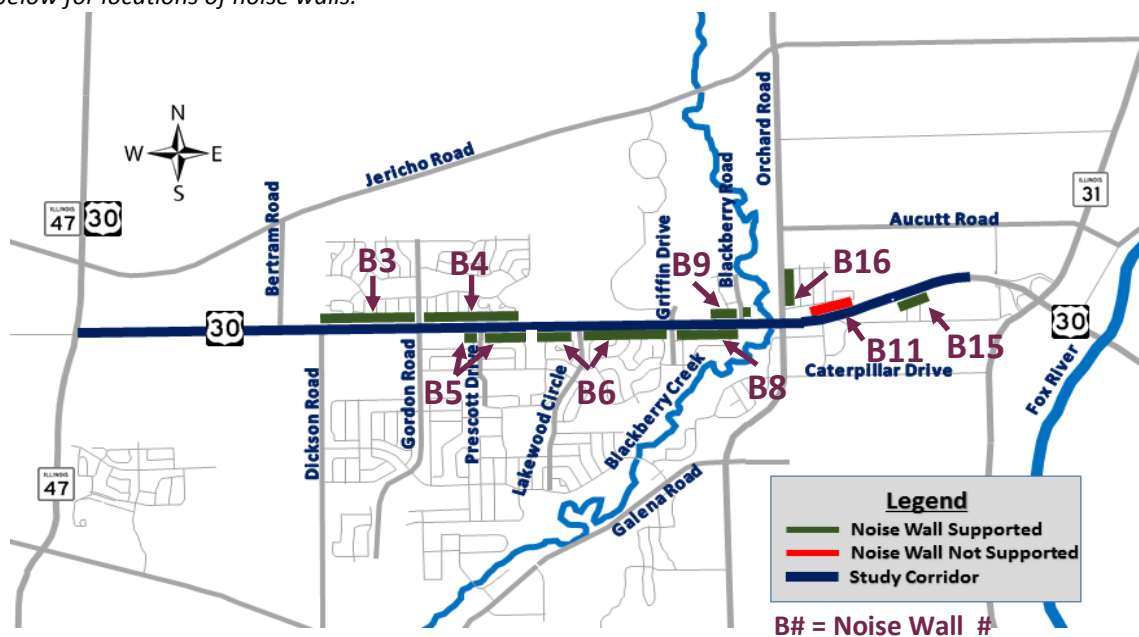 below for locations of noise walls.
N
W E
S
Jericho Road
Orchard Road
Blackberry Road
ILLINOIS
31
ILLINOIS
47
30
Bertram Road
Aucutt Road
Griffin Drive
B3
B4
B9
B16
30
30
B5
B6
B8
B11
B15
Caterpillar Drive
Dickson Road
Gordon Road
Prescott Drive
Lakewood Circle
Blackberry Creek
Galena Road
Fox River
ILLINOIS
47
Legend
Noise Wall Supported
Noise Wall Not Supported
Study Corridor
B# = Noise Wall #